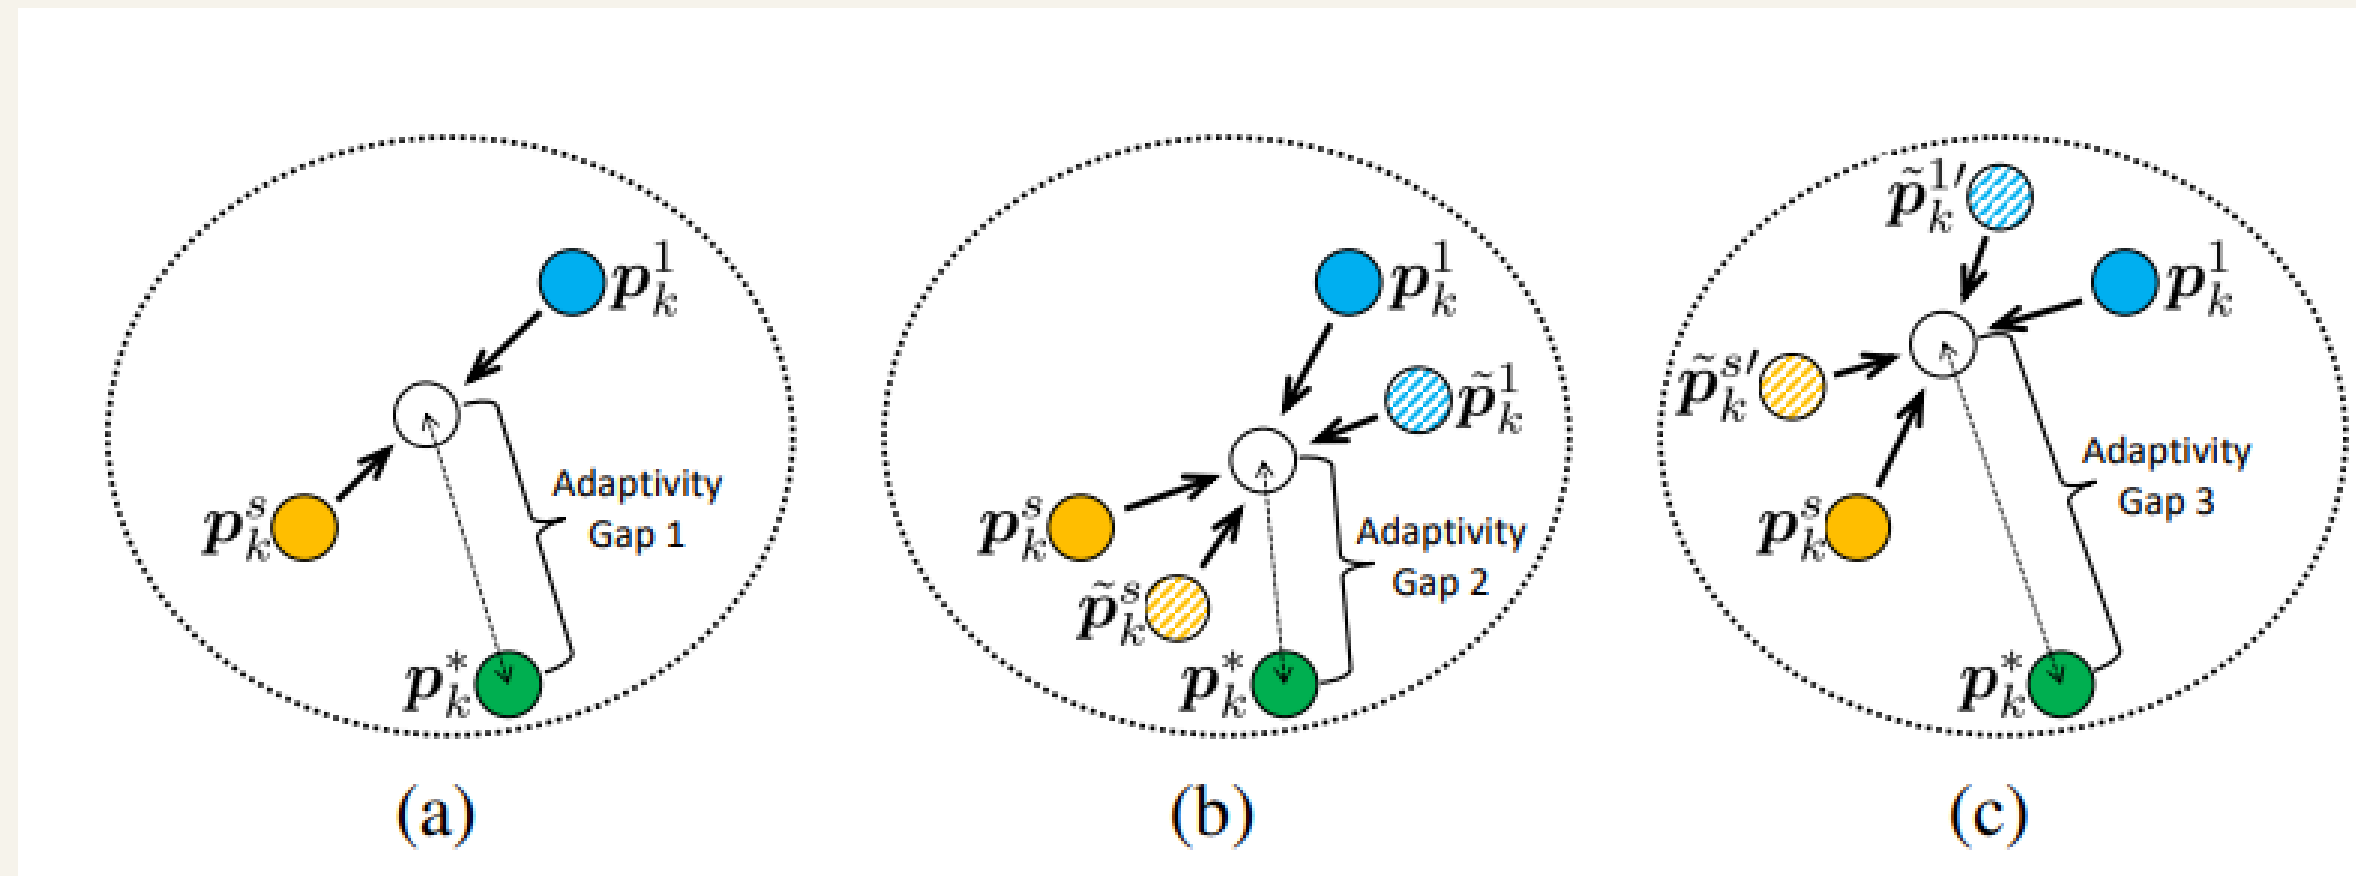 p_k^1
p_k^s
Adaptivity
Gap 1
p_k^*
(a)
p_k^1
p̃_k^1
p_k^s
p̃_k^s
Adaptivity
Gap 2
p_k^*
(b)
p̃_k^{1′}
p_k^1
p̃_k^{s′}
p_k^s
Adaptivity
Gap 3
p_k^*
(c)